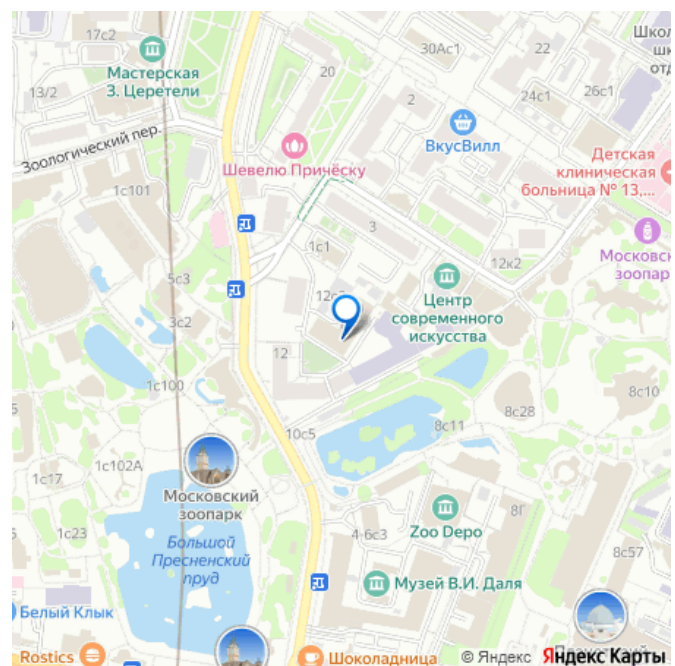 17с2
Мастерская
З. Церетели
13/2
Зоологический пер.
1с101
20
30Ас1
22
2
24с1
26с1
ВкусВилл
Шевелю Причёску
Детская
клиническая
больница № 13,...
3
1с1
5с3
3с2
12к2
Московск
зоопар
Центр
современного
искусства
12
1с100
8с10
8с28
8с11
10с5
1с17
1с102А
Московский
зоопарк
1с23
Большой
Пресненский
пруд
4-6с3
Zoo Depo
8Г
8с57
Музей В.И. Даля
Белый Клык
Rostics
Шоколадница
© Яндекс
Яндекс Карты